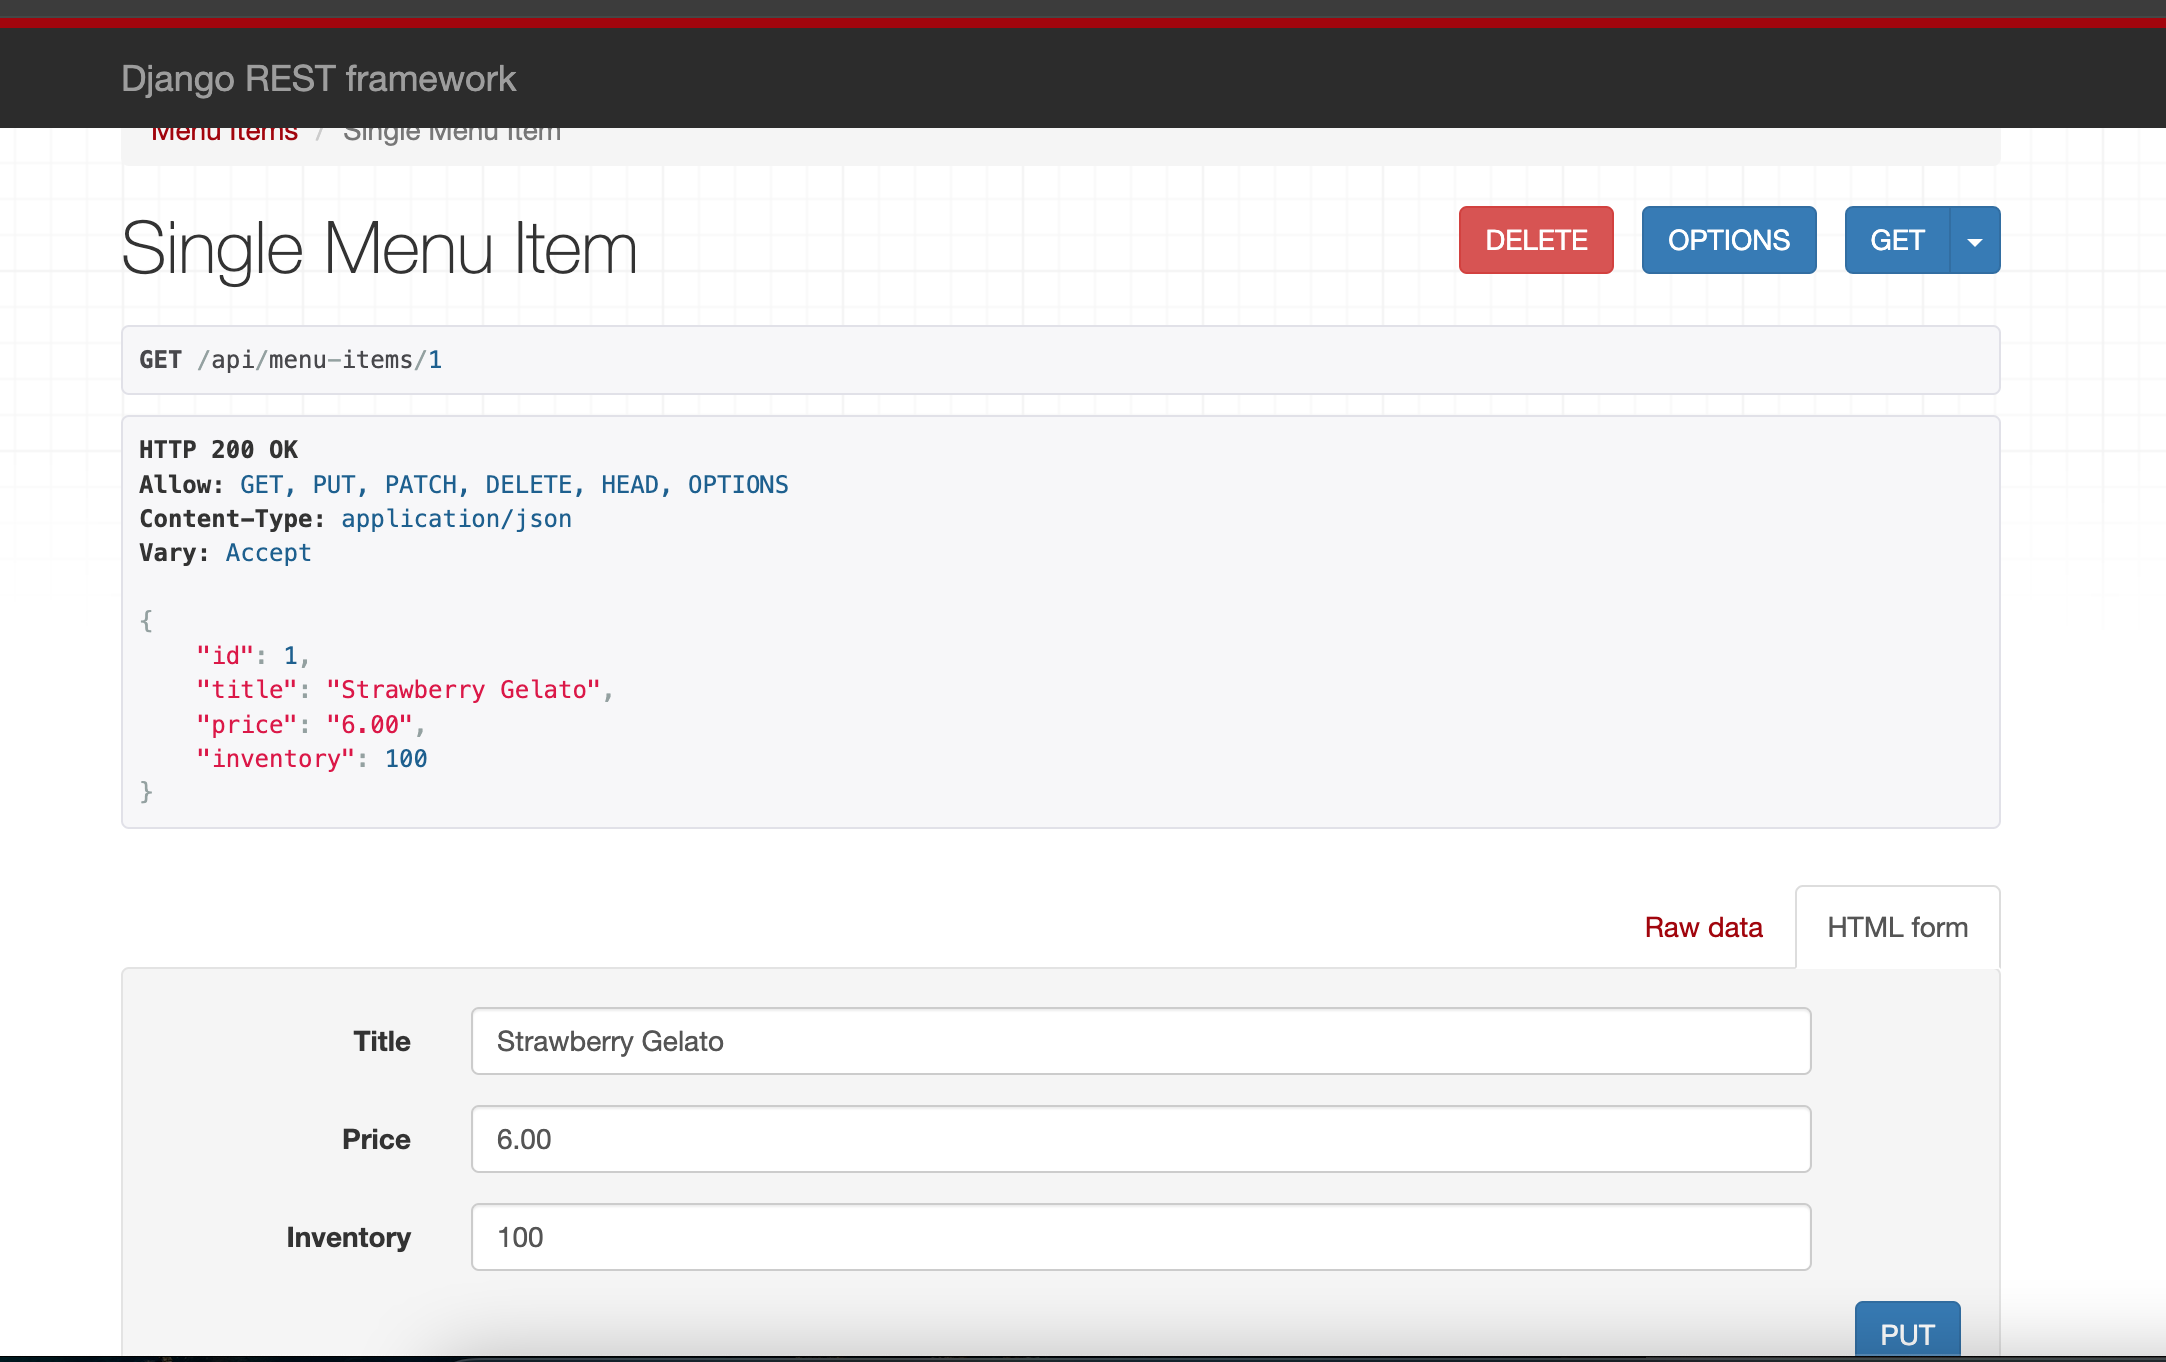 Django REST framework
Menu Items / Single Menu Item
Single Menu Item
DELETE
OPTIONS
GET
GET /api/menu-items/1
HTTP 200 OK
Allow: GET, PUT, PATCH, DELETE, HEAD, OPTIONS
Content-Type: application/json
Vary: Accept
{
    "id": 1,
    "title": "Strawberry Gelato",
    "price": "6.00",
    "inventory": 100
}
Raw data
HTML form
Title
Strawberry Gelato
Price
6.00
Inventory
100
PUT